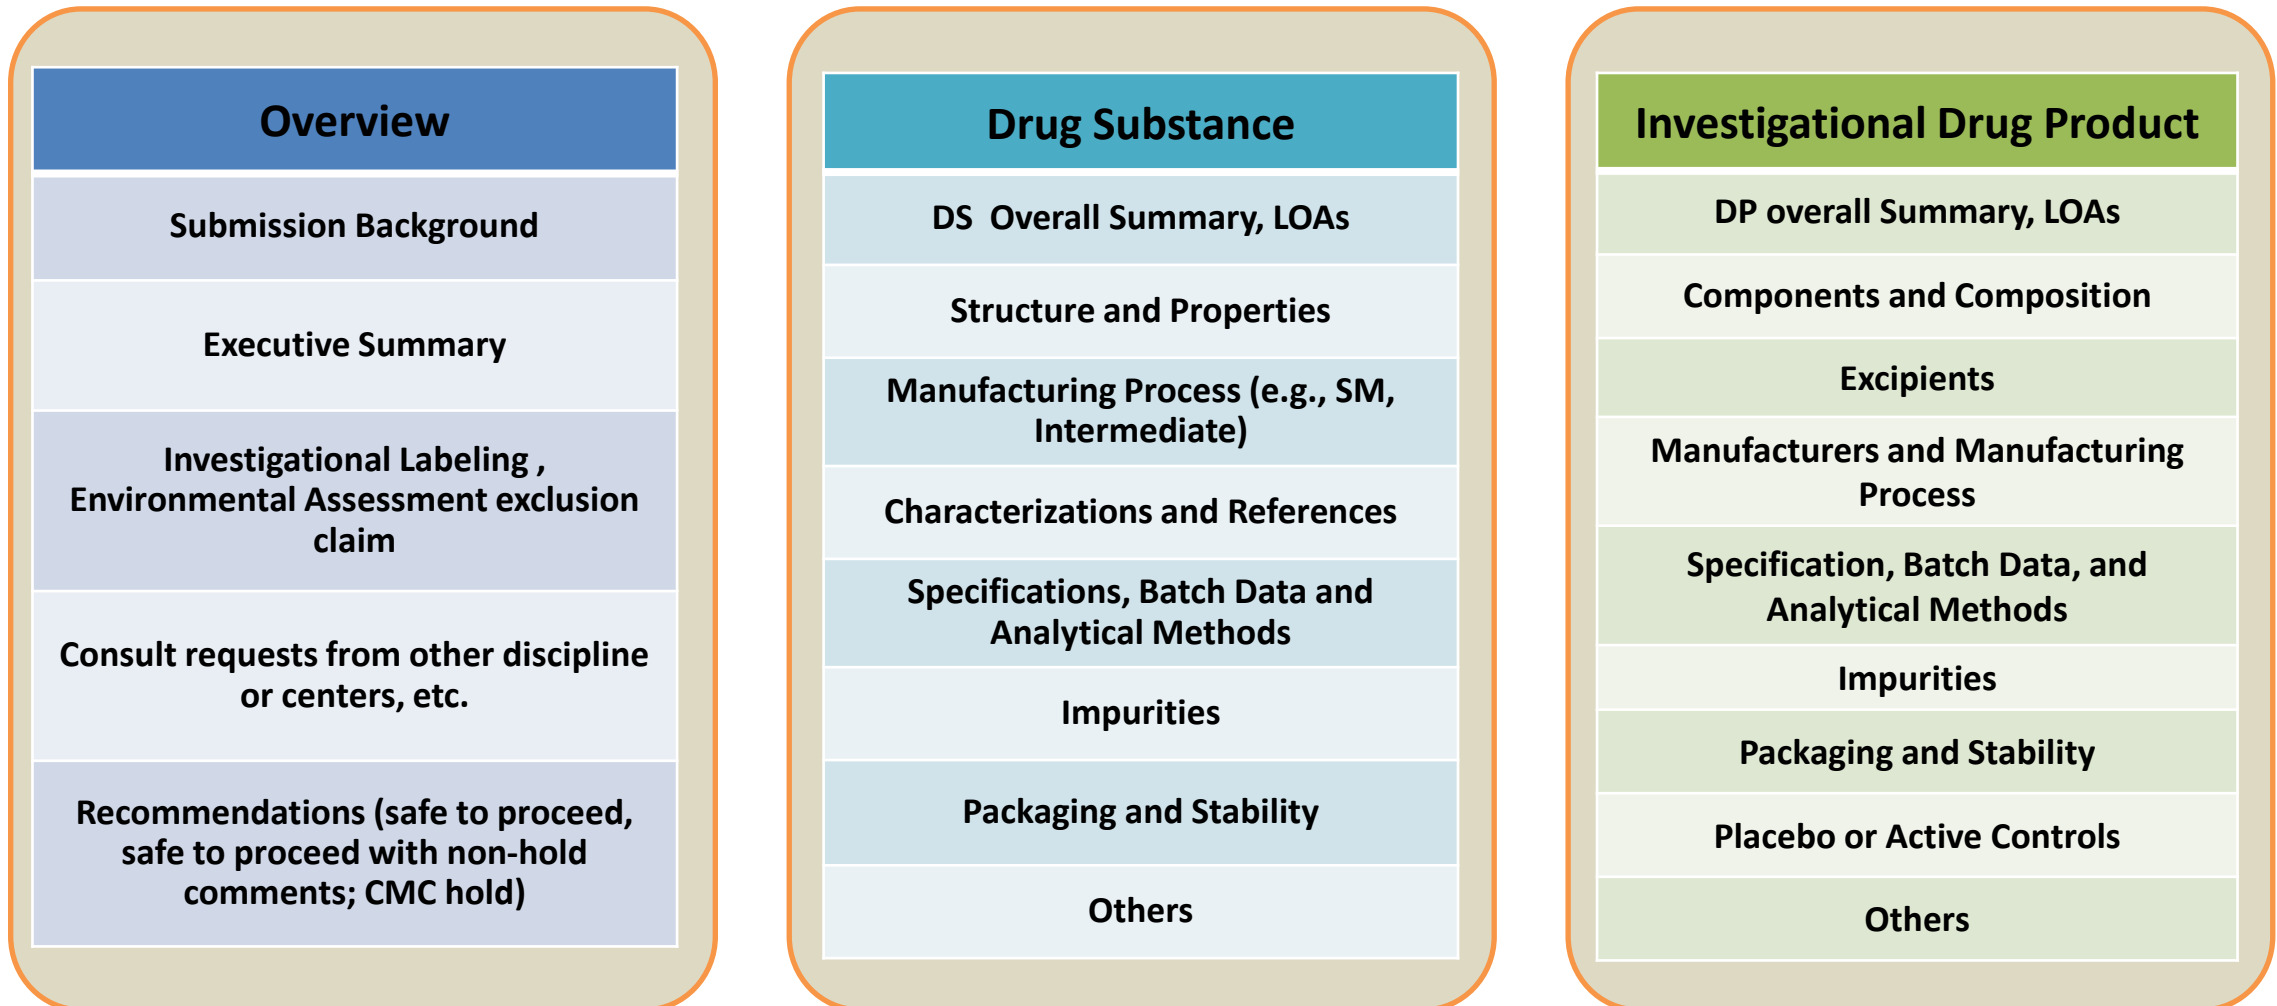 Overview
Submission Background
Executive Summary
Investigational Labeling ,
Environmental Assessment exclusion
claim
Consult requests from other discipline
or centers, etc.
Recommendations (safe to proceed,
safe to proceed with non-hold
comments; CMC hold)
Drug Substance
DS  Overall Summary, LOAs
Structure and Properties
Manufacturing Process (e.g., SM,
Intermediate)
Characterizations and References
Specifications, Batch Data and
Analytical Methods
Impurities
Packaging and Stability
Others
Investigational Drug Product
DP overall Summary, LOAs
Components and Composition
Excipients
Manufacturers and Manufacturing
Process
Specification, Batch Data, and
Analytical Methods
Impurities
Packaging and Stability
Placebo or Active Controls
Others